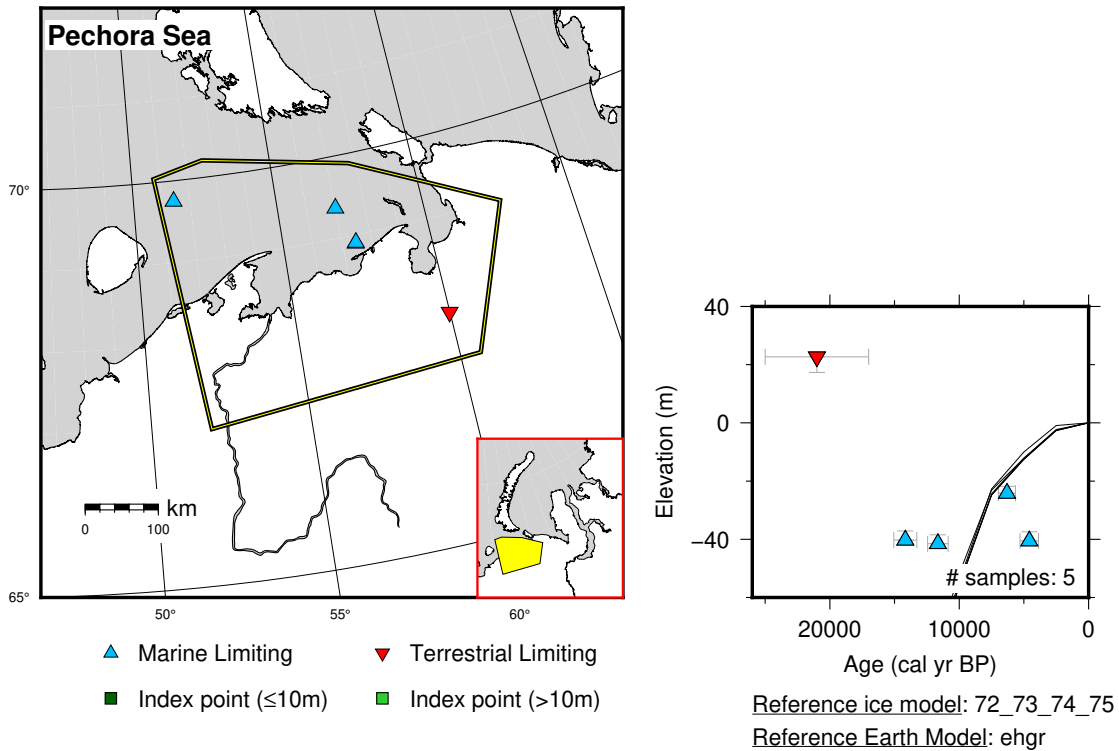 Pechora Sea
70°
65°
50°
55°
60°
km
0
100
Marine Limiting
Terrestrial Limiting
Index point (≤10m)
Index point (>10m)
40
0
−40
Elevation (m)
# samples: 5
20000
10000
0
Age (cal yr BP)
Reference ice model: 72_73_74_75
Reference Earth Model: ehgr